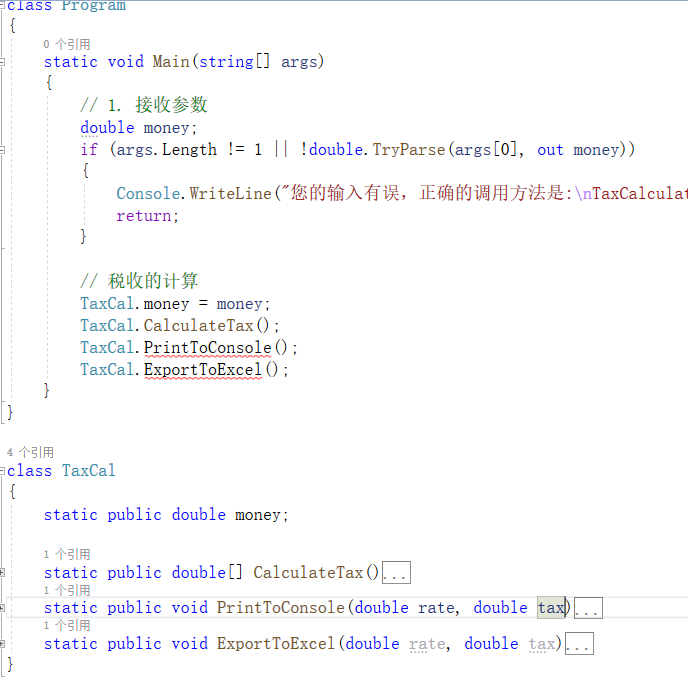 class Program
{
0 个引用
static void Main(string[] args)
{
// 1. 接收参数
double money;
if (args.Length != 1 || !double.TryParse(args[0], out money))
{
Console.WriteLine("您的输入有误，正确的调用方法是:\nTaxCalculat
return;
}
// 税收的计算
TaxCal.money = money;
TaxCal.CalculateTax();
TaxCal.PrintToConsole();
TaxCal.ExportToExcel();
}
}
4 个引用
class TaxCal
{
static public double money;
1 个引用
static public double[] CalculateTax()...
1 个引用
static public void PrintToConsole(double rate, double tax)...
1 个引用
static public void ExportToExcel(double rate, double tax)...
}